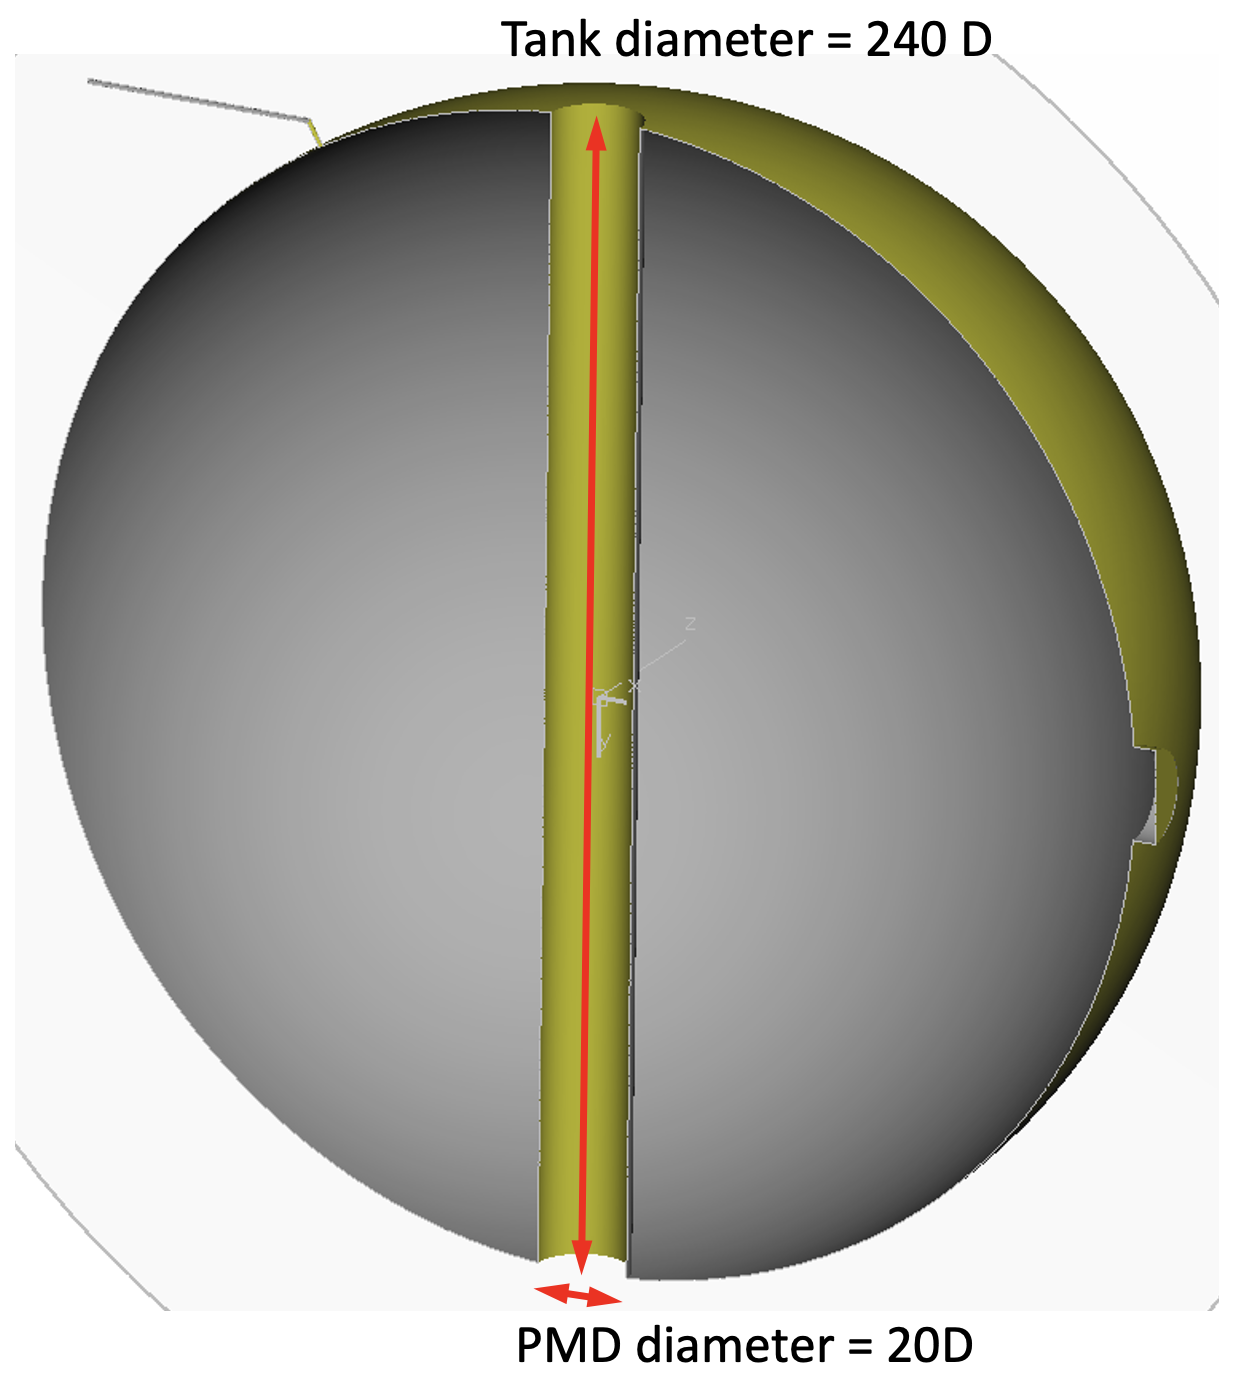 Tank diameter = 240 D
z
x
y
PMD diameter = 20D